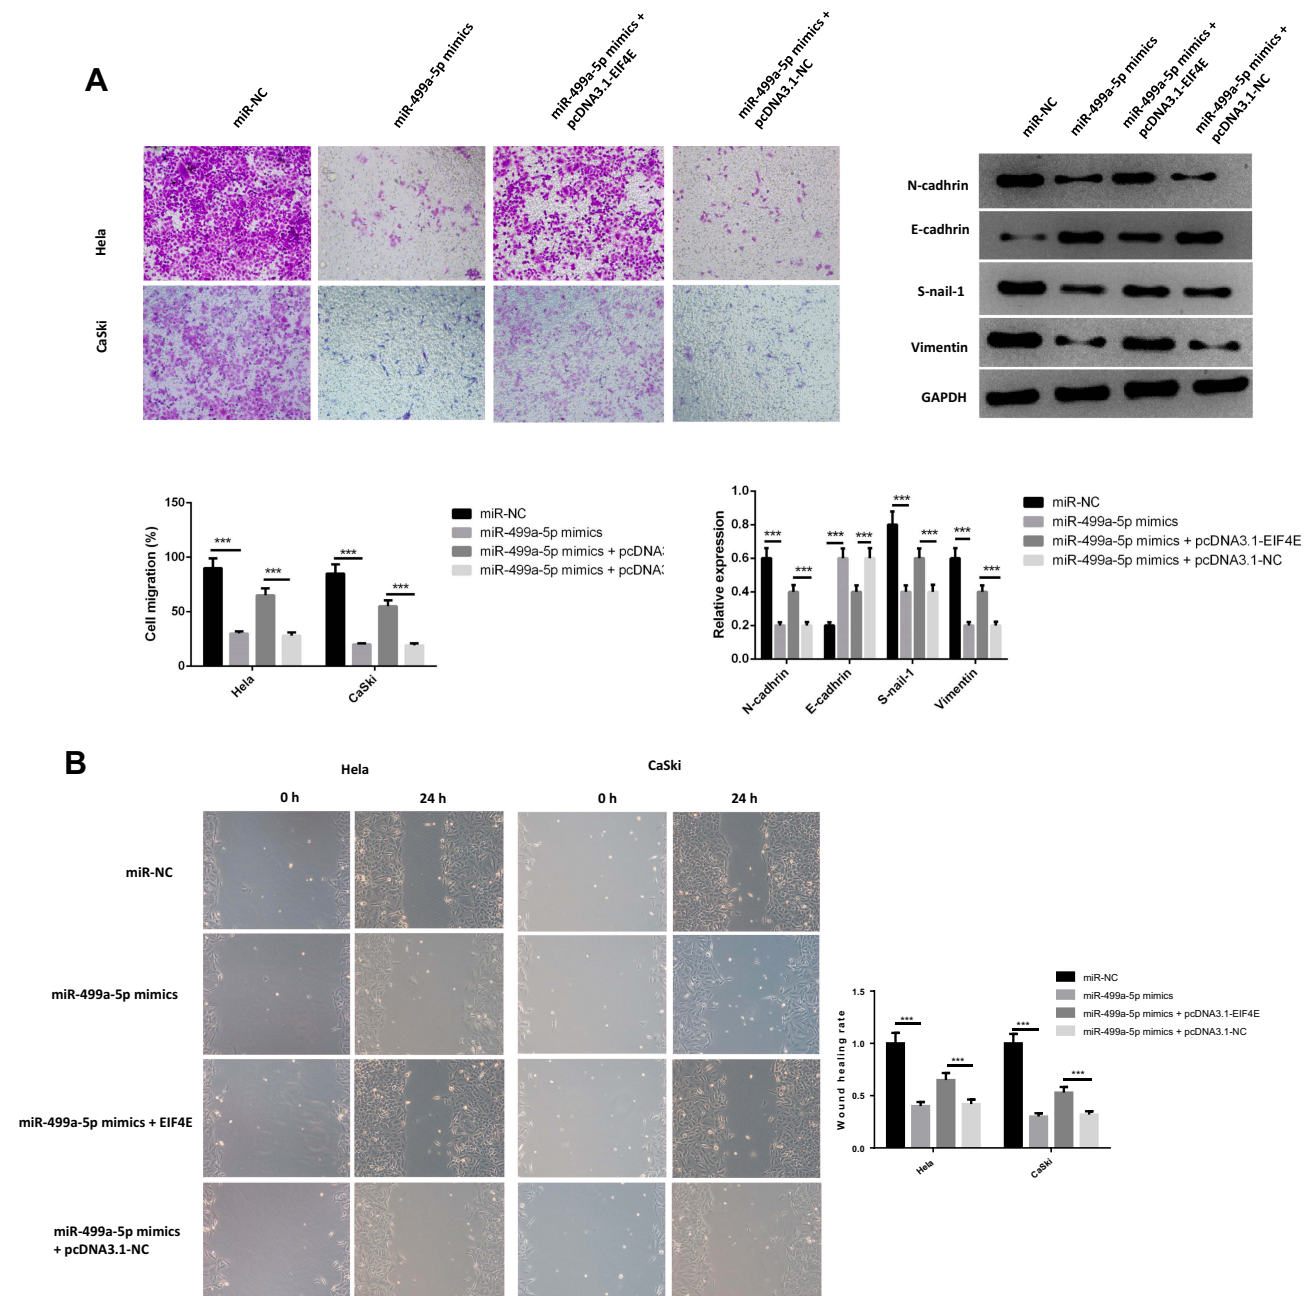 A
miR-NC
miR-499a-5p mimics
miR-499a-5p mimics +
pcDNA3.1-EIF4E
miR-499a-5p mimics +
pcDNA3.1-NC
Hela
CaSki
miR-NC
miR-499a-5p mimics
miR-499a-5p mimics +
pcDNA3.1-EIF4E
miR-499a-5p mimics +
pcDNA3.1-NC
N-cadhrin
E-cadhrin
S-nail-1
Vimentin
GAPDH
Cell migration (%)
150
100
50
0
***
***
***
***
Hela
CaSki
miR-NC
miR-499a-5p mimics
miR-499a-5p mimics + pcDNA3
miR-499a-5p mimics + pcDNA3
Relative expression
1.0
0.8
0.6
0.4
0.2
0.0
***
***
***
***
***
***
***
***
N-cadhrin
E-cadhrin
S-nail-1
Vimentin
miR-NC
miR-499a-5p mimics
miR-499a-5p mimics + pcDNA3.1-EIF4E
miR-499a-5p mimics + pcDNA3.1-NC
B
Hela
CaSki
0 h
24 h
0 h
24 h
miR-NC
miR-499a-5p mimics
miR-499a-5p mimics + EIF4E
miR-499a-5p mimics
+ pcDNA3.1-NC
Wound healing rate
1.5
1.0
0.5
0.0
***
***
***
***
Hela
CaSki
miR-NC
miR-499a-5p mimics
miR-499a-5p mimics + pcDNA3.1-EIF4E
miR-499a-5p mimics + pcDNA3.1-NC